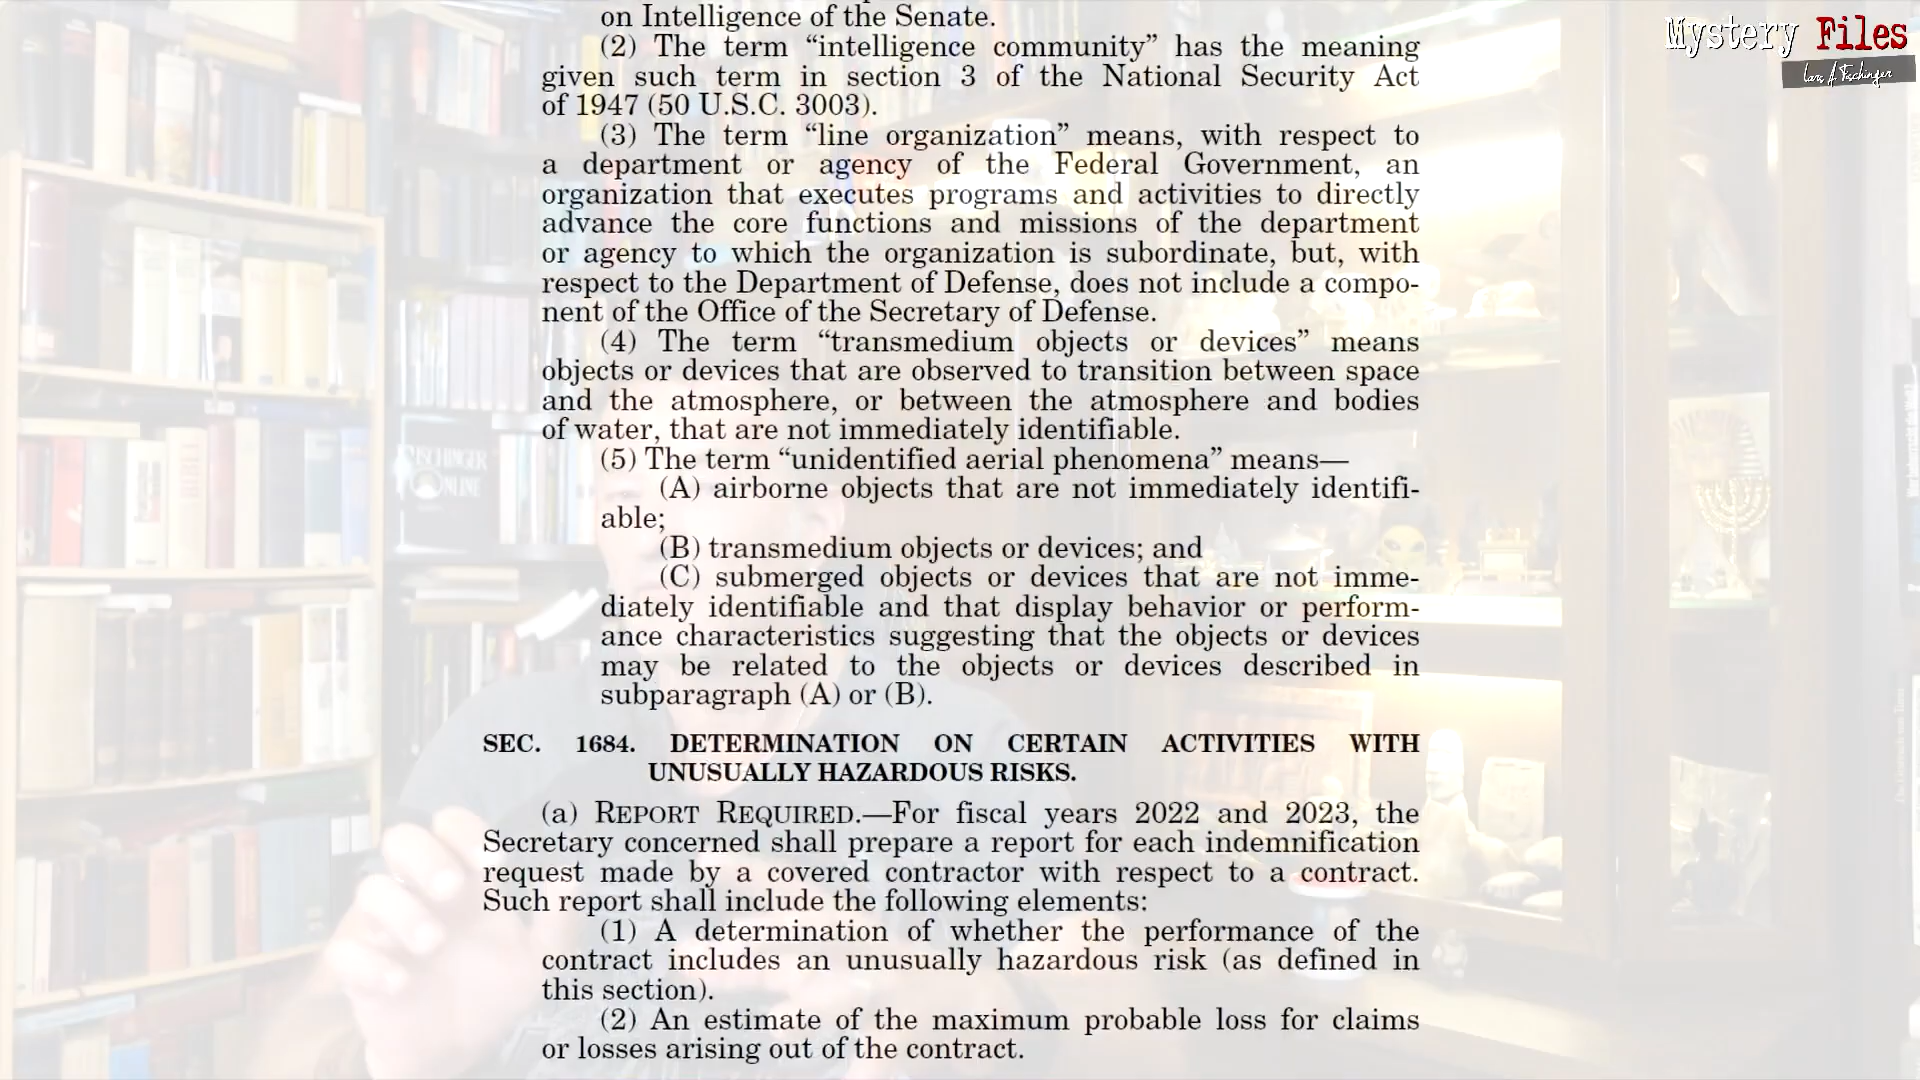 on Intelligence of the Senate.
(2) The term “intelligence community” has the meaning
given such term in section 3 of the National Security Act
of 1947 (50 U.S.C. 3003).
(3) The term “line organization” means, with respect to
a department or agency of the Federal Government, an
organization that executes programs and activities to directly
advance the core functions and missions of the department
or agency to which the organization is subordinate, but, with
respect to the Department of Defense, does not include a compo-
nent of the Office of the Secretary of Defense.
(4) The term “transmedium objects or devices” means
objects or devices that are observed to transition between space
and the atmosphere, or between the atmosphere and bodies
of water, that are not immediately identifiable.
(5) The term “unidentified aerial phenomena” means—
(A) airborne objects that are not immediately identifi-
able;
(B) transmedium objects or devices; and
(C) submerged objects or devices that are not imme-
diately identifiable and that display behavior or perform-
ance characteristics suggesting that the objects or devices
may be related to the objects or devices described in
subparagraph (A) or (B).
SEC. 1684. DETERMINATION ON CERTAIN ACTIVITIES WITH
UNUSUALLY HAZARDOUS RISKS.
(a) REPORT REQUIRED.—For fiscal years 2022 and 2023, the
Secretary concerned shall prepare a report for each indemnification
request made by a covered contractor with respect to a contract.
Such report shall include the following elements:
(1) A determination of whether the performance of the
contract includes an unusually hazardous risk (as defined in
this section).
(2) An estimate of the maximum probable loss for claims
or losses arising out of the contract.
Mystery Files
Lars A. Fischinger
FISCHINGER
ONLINE